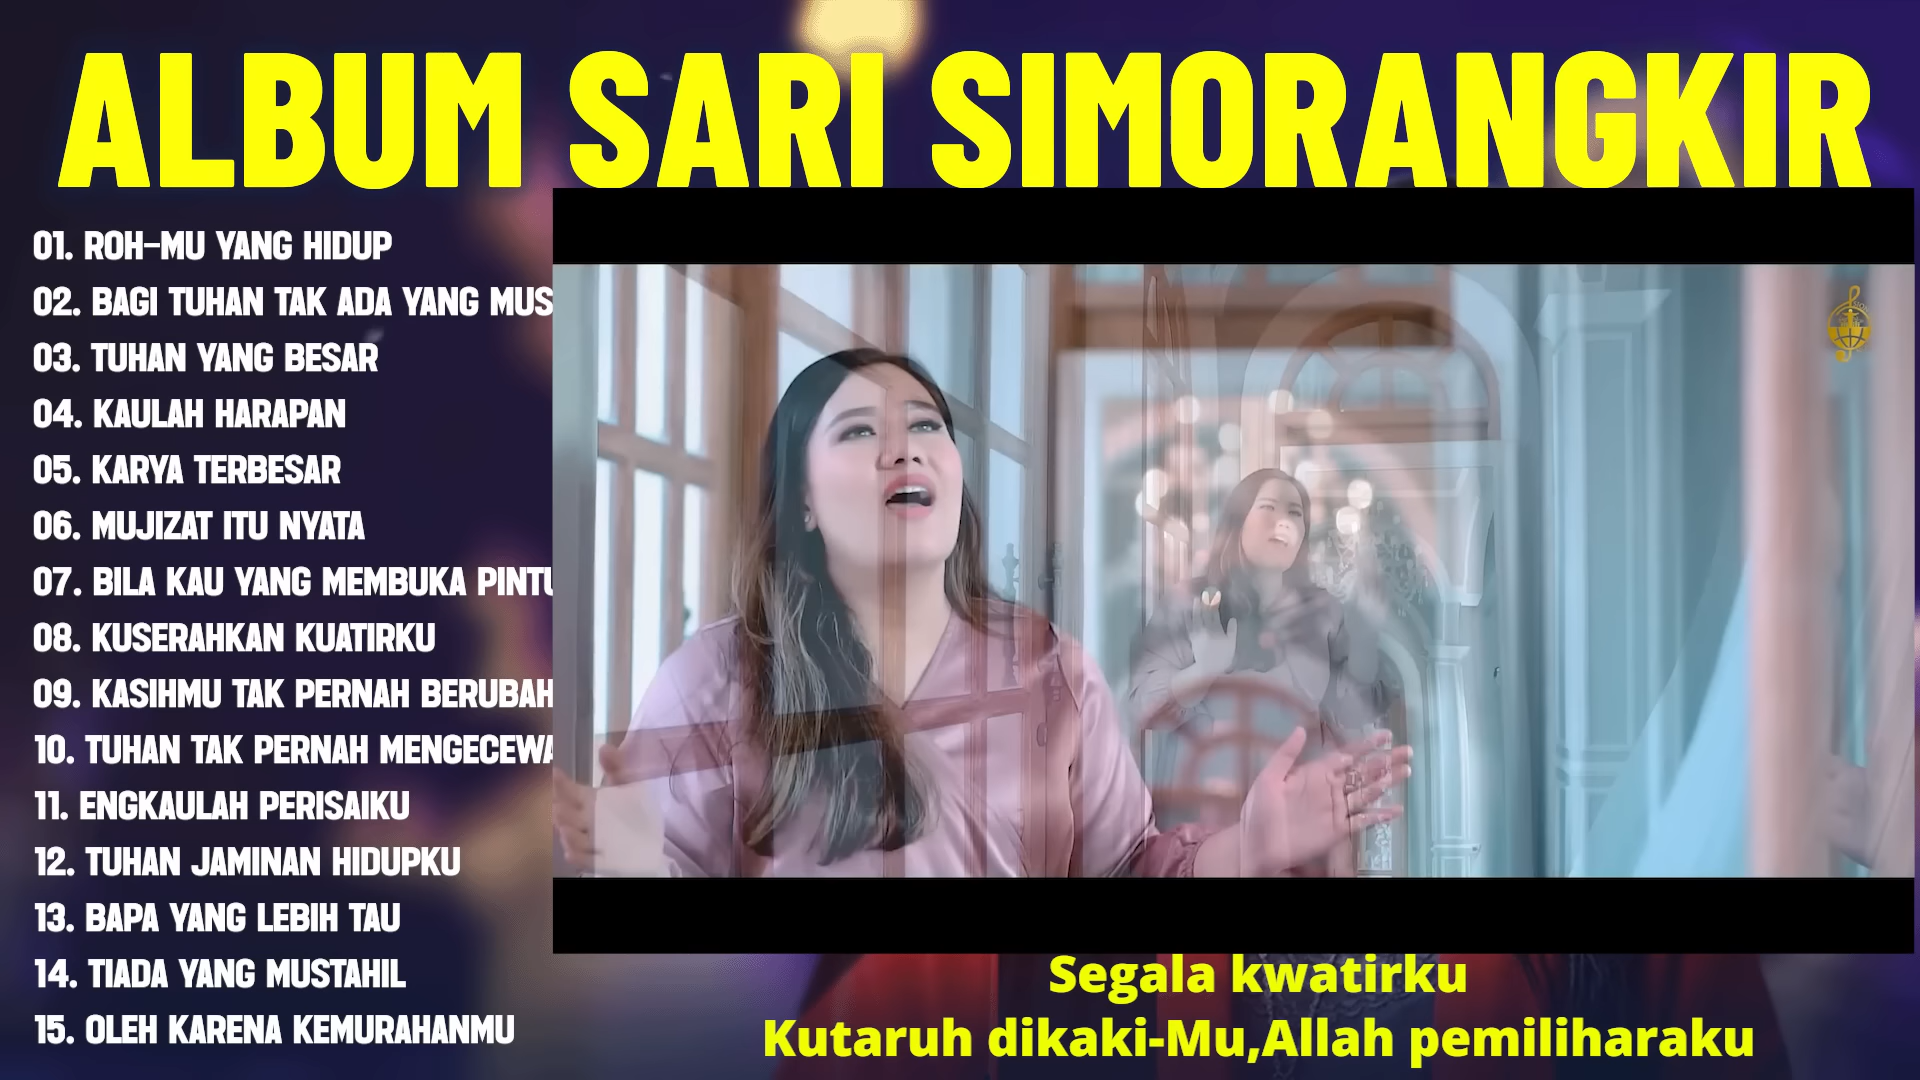 ALBUM SARI SIMORANGKIR
01. ROH-MU YANG HIDUP
02. BAGI TUHAN TAK ADA YANG MUS
03. TUHAN YANG BESAR
04. KAULAH HARAPAN
05. KARYA TERBESAR
06. MUJIZAT ITU NYATA
07. BILA KAU YANG MEMBUKA PINTU
08. KUSERAHKAN KUATIRKU
09. KASIHMU TAK PERNAH BERUBAH
10. TUHAN TAK PERNAH MENGECEWA
11. ENGKAULAH PERISAIKU
12. TUHAN JAMINAN HIDUPKU
13. BAPA YANG LEBIH TAU
14. TIADA YANG MUSTAHIL
15. OLEH KARENA KEMURAHANMU
Segala kwatirku
Kutaruh dikaki-Mu,Allah pemiliharaku